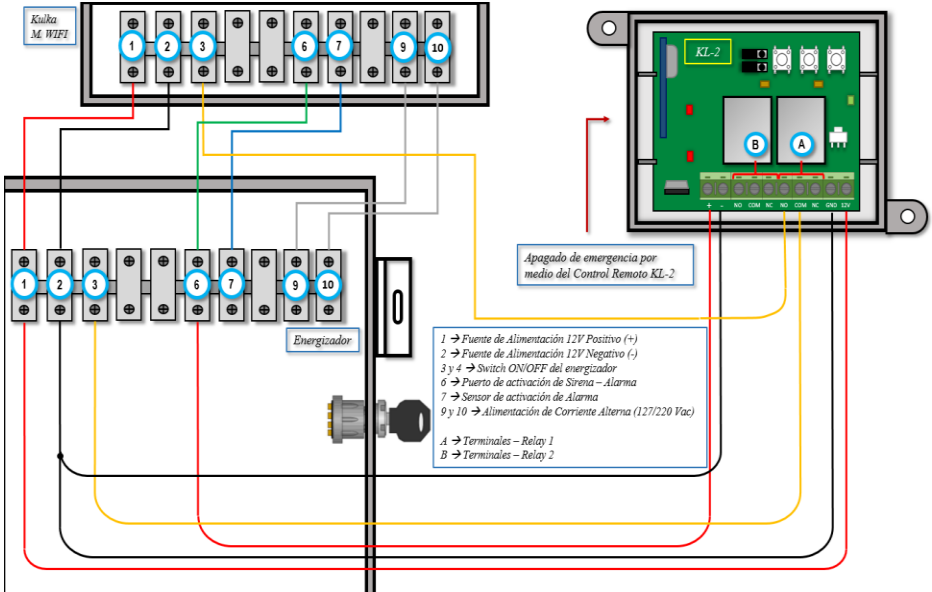 Kulka
M. WIFI
1 2 3 6 7 9 10
KL-2
B A
+ - NO COM NC NO COM NC GND 12V
Apagado de emergencia por
medio del Control Remoto KL-2
1 2 3 6 7 9 10
Energizador
1 → Fuente de Alimentación 12V Positivo (+)
2 → Fuente de Alimentación 12V Negativo (-)
3 y 4 → Switch ON/OFF del energizador
6 → Puerto de activación de Sirena – Alarma
7 → Sensor de activación de Alarma
9 y 10 → Alimentación de Corriente Alterna (127/220 Vac)
A → Terminales – Relay 1
B → Terminales – Relay 2